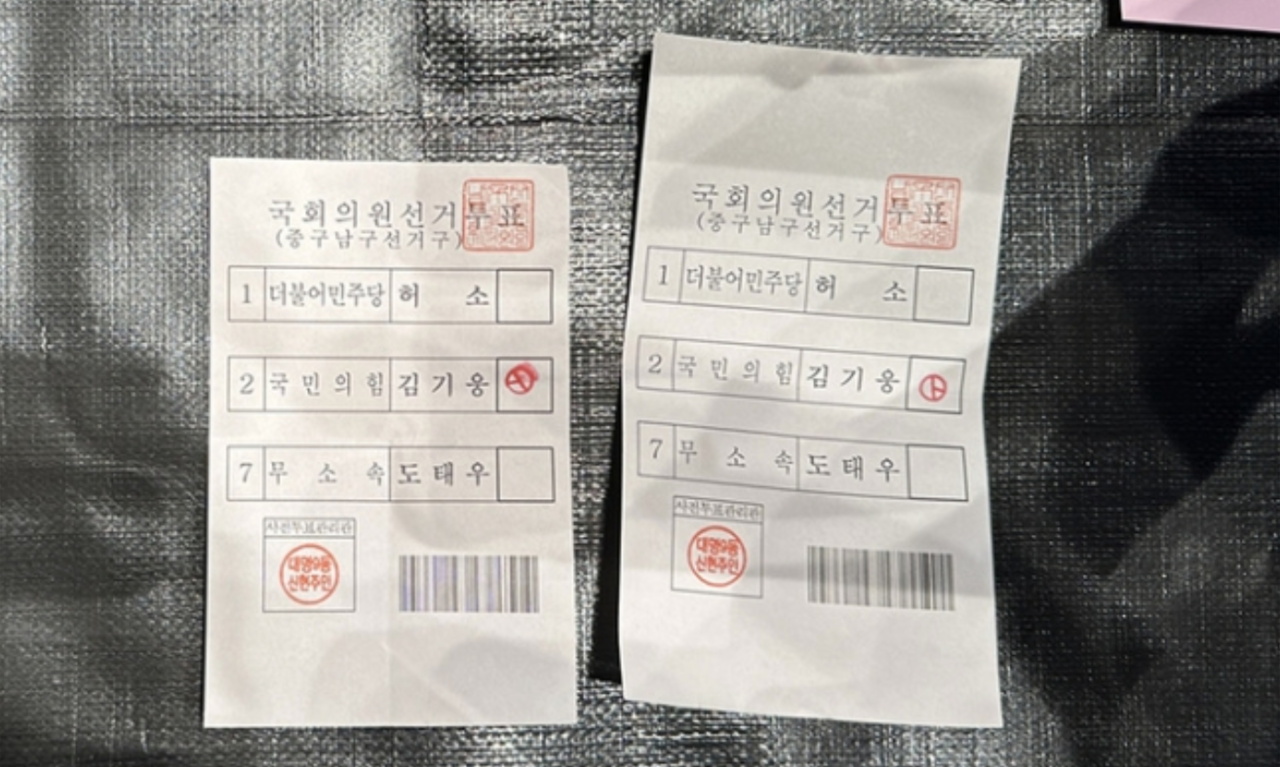 국회의원선거투표
(중구남구선거구)
1 더불어민주당 허 소
2 국민의힘 김기웅
7 무소속 도태우
사전투표관리관
국회의원선거투표
(중구남구선거구)
1 더불어민주당 허 소
2 국민의힘 김기웅
7 무소속 도태우
사전투표관리관